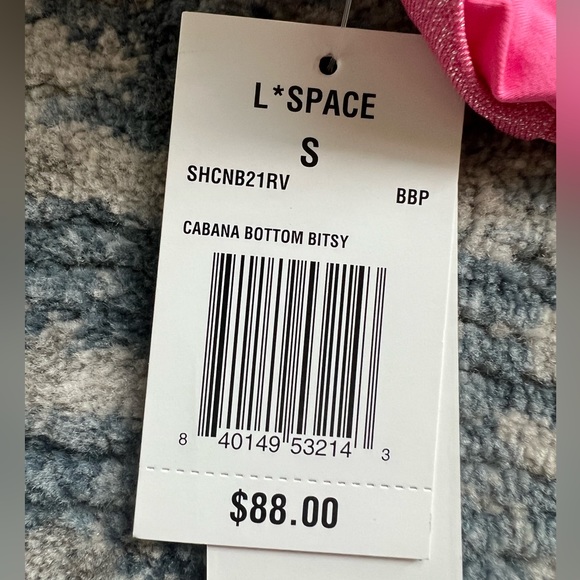 L*SPACE
S
SHCNB21RV
BBP
CABANA BOTTOM BITSY
8 40149 53214 3
$88.00